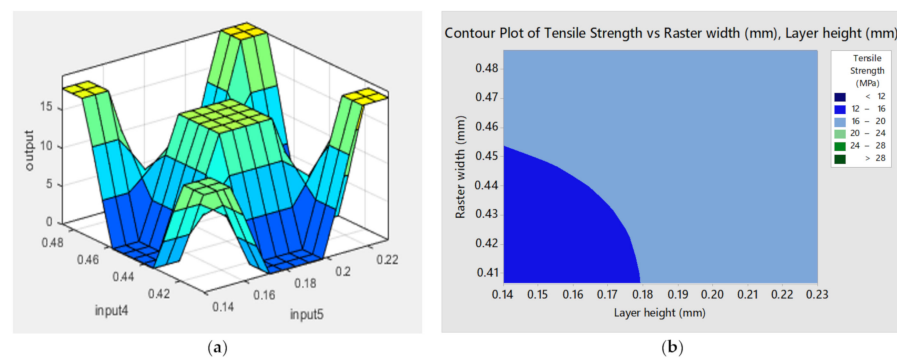 15
10
5
0
output
0.48
0.46
0.44
0.42
input4
0.14
0.16
0.18
0.2
0.22
input5
(a)
Contour Plot of Tensile Strength vs Raster width (mm), Layer height (mm)
0.48
0.47
0.46
0.45
0.44
0.43
0.42
0.41
Raster width (mm)
0.14 0.15 0.16 0.17 0.18 0.19 0.20 0.21 0.22 0.23
Layer height (mm)
Tensile
Strength
(MPa)
< 12
12 – 16
16 – 20
20 – 24
24 – 28
> 28
(b)